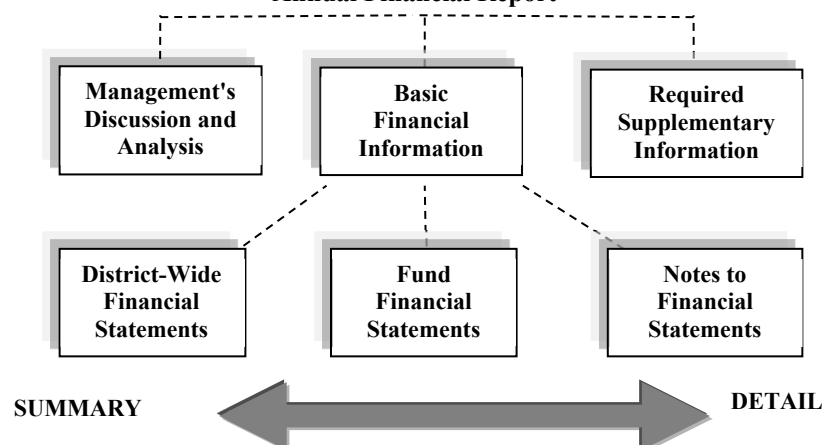 Annual Financial Report
Management's
Discussion and
Analysis
Basic
Financial
Information
Required
Supplementary
Information
District-Wide
Financial
Statements
Fund
Financial
Statements
Notes to
Financial
Statements
SUMMARY
DETAIL